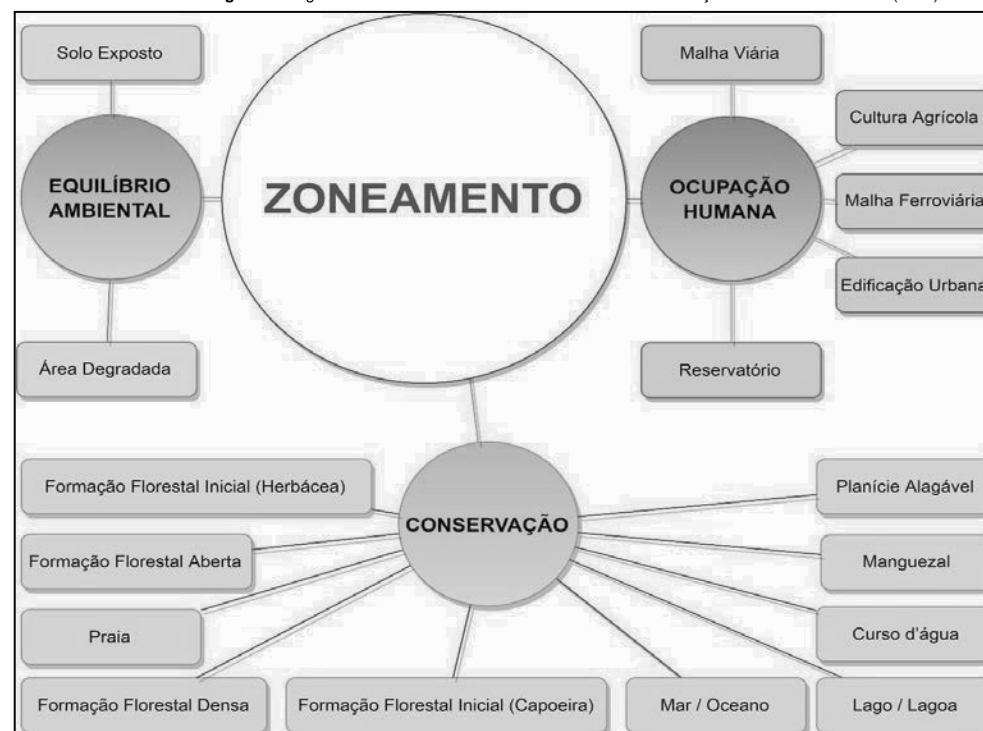 Solo Exposto
EQUILÍBRIO
AMBIENTAL
Área Degradada
ZONEAMENTO
Malha Viária
Cultura Agrícola
OCUPAÇÃO
HUMANA
Malha Ferroviária
Edificação Urbana
Reservatório
CONSERVAÇÃO
Formação Florestal Inicial (Herbácea)
Formação Florestal Aberta
Praia
Formação Florestal Densa
Formação Florestal Inicial (Capoeira)
Mar / Oceano
Planície Alagável
Manguezal
Curso d'água
Lago / Lagoa